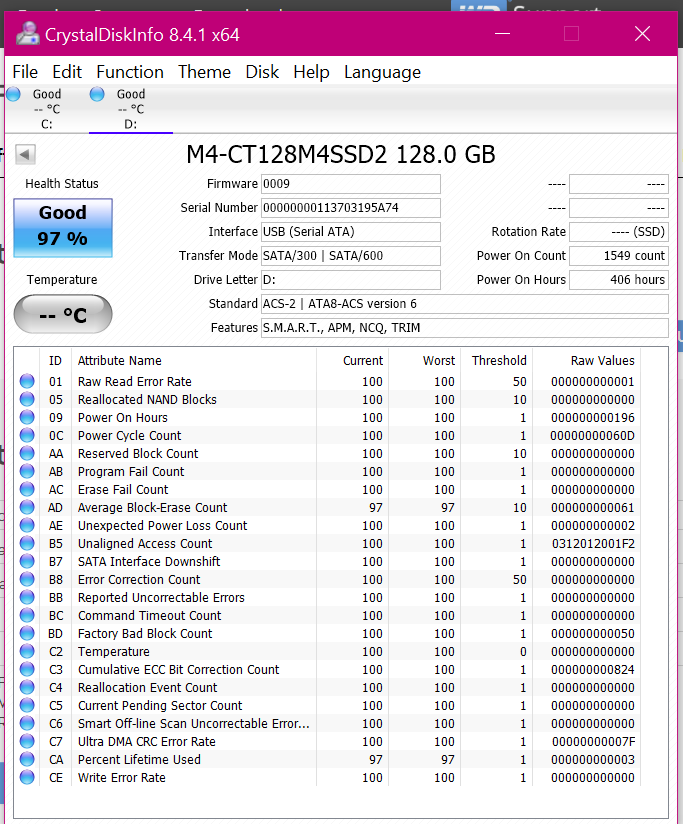 CrystalDiskInfo 8.4.1 x64
File Edit Function Theme Disk Help Language
Good Good
-- °C -- °C
C: D:
M4-CT128M4SSD2 128.0 GB
Health Status
Good
97 %
Temperature
-- °C
Firmware 0009 ---- ----
Serial Number 00000000113703195A74 ---- ----
Interface USB (Serial ATA) Rotation Rate ---- (SSD)
Transfer Mode SATA/300 | SATA/600 Power On Count 1549 count
Drive Letter D: Power On Hours 406 hours
Standard ACS-2 | ATA8-ACS version 6
Features S.M.A.R.T., APM, NCQ, TRIM
ID Attribute Name Current Worst Threshold Raw Values
01 Raw Read Error Rate 100 100 50 000000000001
05 Reallocated NAND Blocks 100 100 10 000000000000
09 Power On Hours 100 100 1 000000000196
0C Power Cycle Count 100 100 1 00000000060D
AA Reserved Block Count 100 100 10 000000000000
AB Program Fail Count 100 100 1 000000000000
AC Erase Fail Count 100 100 1 000000000000
AD Average Block-Erase Count 97 97 10 000000000061
AE Unexpected Power Loss Count 100 100 1 000000000002
B5 Unaligned Access Count 100 100 1 0312012001F2
B7 SATA Interface Downshift 100 100 1 000000000000
B8 Error Correction Count 100 100 50 000000000000
BB Reported Uncorrectable Errors 100 100 1 000000000000
BC Command Timeout Count 100 100 1 000000000000
BD Factory Bad Block Count 100 100 1 000000000050
C2 Temperature 100 100 0 000000000000
C3 Cumulative ECC Bit Correction Count 100 100 1 000000000824
C4 Reallocation Event Count 100 100 1 000000000000
C5 Current Pending Sector Count 100 100 1 000000000000
C6 Smart Off-line Scan Uncorrectable Error... 100 100 1 000000000000
C7 Ultra DMA CRC Error Rate 100 100 1 00000000007F
CA Percent Lifetime Used 97 97 1 000000000003
CE Write Error Rate 100 100 1 000000000000